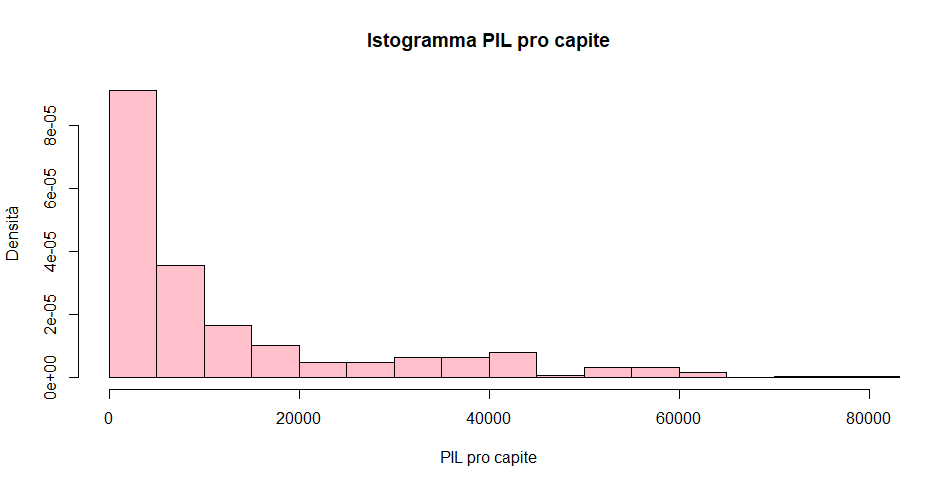 Istogramma PIL pro capite
Densità
8e-05
6e-05
4e-05
2e-05
0e+00
0
20000
40000
60000
80000
PIL pro capite